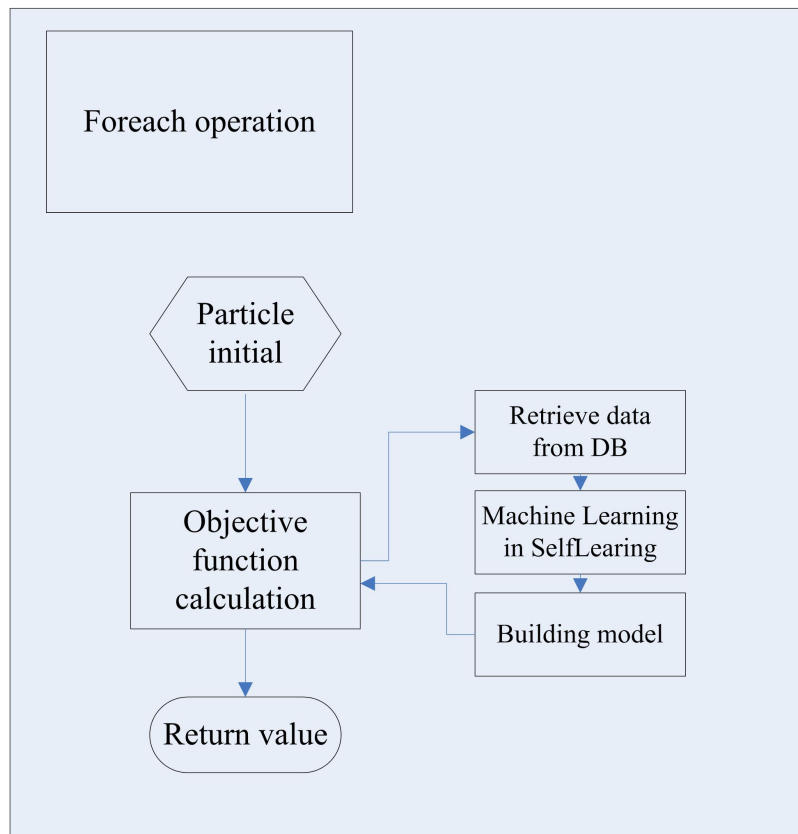 Foreach operation
Particle
initial
Objective
function
calculation
Return value
Retrieve data
from DB
Machine Learning
in SelfLearing
Building model